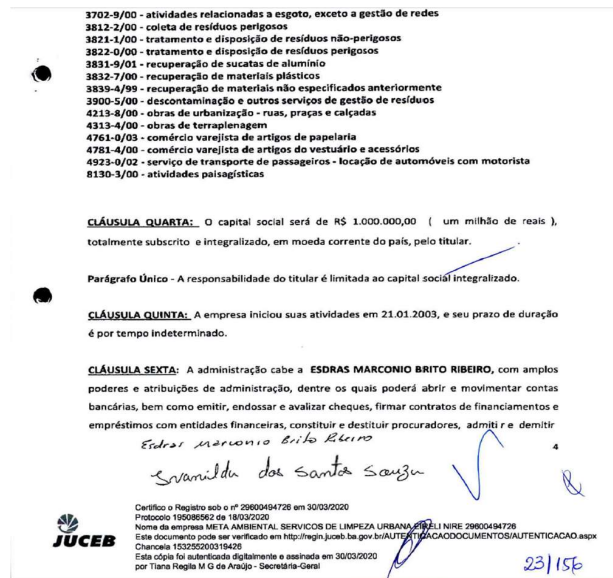 3702-9/00 - atividades relacionadas a esgoto, exceto a gestão de redes
3812-2/00 - coleta de resíduos perigosos
3821-1/00 - tratamento e disposição de resíduos não-perigosos
3822-0/00 - tratamento e disposição de resíduos perigosos
3831-9/01 - recuperação de sucatas de alumínio
3832-7/00 - recuperação de materiais plásticos
3839-4/99 - recuperação de materiais não especificados anteriormente
3900-5/00 - descontaminação e outros serviços de gestão de resíduos
4213-8/00 - obras de urbanização - ruas, praças e calçadas
4313-4/00 - obras de terraplenagem
4761-0/03 - comércio varejista de artigos de papelaria
4781-4/00 - comércio varejista de artigos do vestuário e acessórios
4923-0/02 - serviço de transporte de passageiros - locação de automóveis com motorista
8130-3/00 - atividades paisagísticas
CLÁUSULA QUARTA: O capital social será de R$ 1.000.000,00 ( um milhão de reais ),
totalmente subscrito e integralizado, em moeda corrente do país, pelo titular.
Parágrafo Único - A responsabilidade do titular é limitada ao capital social integralizado.
CLÁUSULA QUINTA: A empresa iniciou suas atividades em 21.01.2003, e seu prazo de duração
é por tempo indeterminado.
CLÁUSULA SEXTA: A administração cabe a ESDRAS MARCONIO BRITO RIBEIRO, com amplos
poderes e atribuições de administração, dentre os quais poderá abrir e movimentar contas
bancárias, bem como emitir, endossar e avalizar cheques, firmar contratos de financiamentos e
empréstimos com entidades financeiras, constituir e destituir procuradores, admiti r e demitir
Esdras Marconio Brito Ribeiro
4
Ivanilda dos Santos Souza
JUCEB
Certifico o Registro sob o nº 29600494726 em 30/03/2020
Protocolo 195086562 de 18/03/2020
Nome da empresa META AMBIENTAL SERVICOS DE LIMPEZA URBANA EIRELI NIRE 29600494726
Este documento pode ser verificado em http://regin.juceb.ba.gov.br/AUTENTICACAODOCUMENTOS/AUTENTICACAO.aspx
Chancela 153255200319426
Esta cópia foi autenticada digitalmente e assinada em 30/03/2020
por Tiana Regila M G de Araújo - Secretária-Geral
23/156